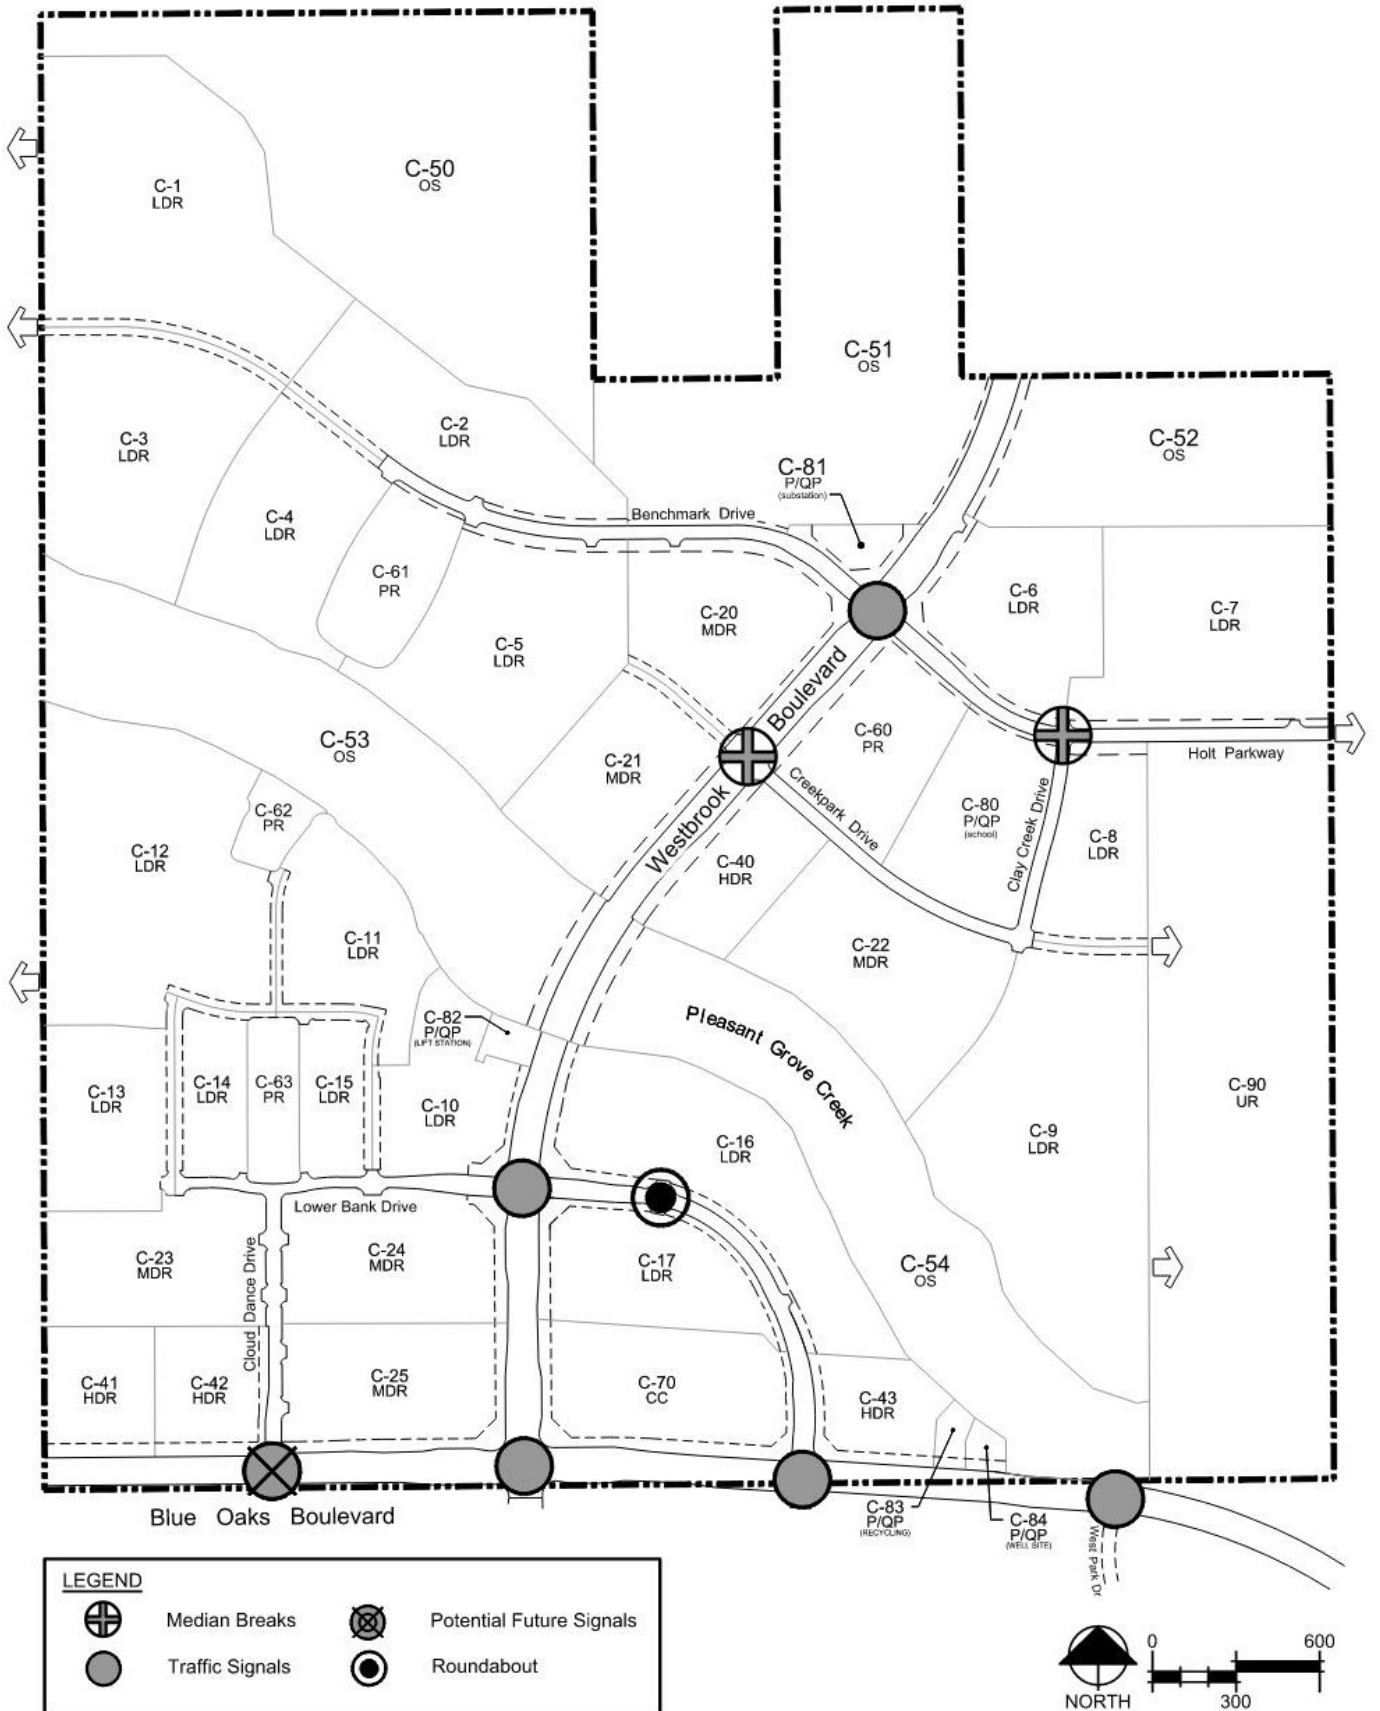 C-50
OS
C-1
LDR
C-51
OS
C-2
LDR
C-3
LDR
C-52
OS
C-81
P/QP
(substation)
Benchmark Drive
C-4
LDR
C-61
PR
C-6
LDR
C-7
LDR
C-20
MDR
C-5
LDR
Westbrook Boulevard
C-60
PR
C-53
OS
C-21
MDR
Holt Parkway
Creekpark Drive
C-80
P/QP
(school)
Clay Creek Drive
C-62
PR
C-8
LDR
C-12
LDR
C-40
HDR
C-11
LDR
C-22
MDR
C-82
P/QP
(LIFT STATION)
Pleasant Grove Creek
C-13
LDR
C-14
LDR
C-63
PR
C-15
LDR
C-10
LDR
C-90
UR
C-16
LDR
C-9
LDR
Lower Bank Drive
C-23
MDR
Cloud Dance Drive
C-24
MDR
C-17
LDR
C-54
OS
C-41
HDR
C-42
HDR
C-25
MDR
C-70
CC
C-43
HDR
Blue Oaks Boulevard
C-83
P/QP
(RECYCLING)
C-84
P/QP
(WELL SITE)
West Park Dr
LEGEND
Median Breaks
Potential Future Signals
Traffic Signals
Roundabout
NORTH
0
600
300